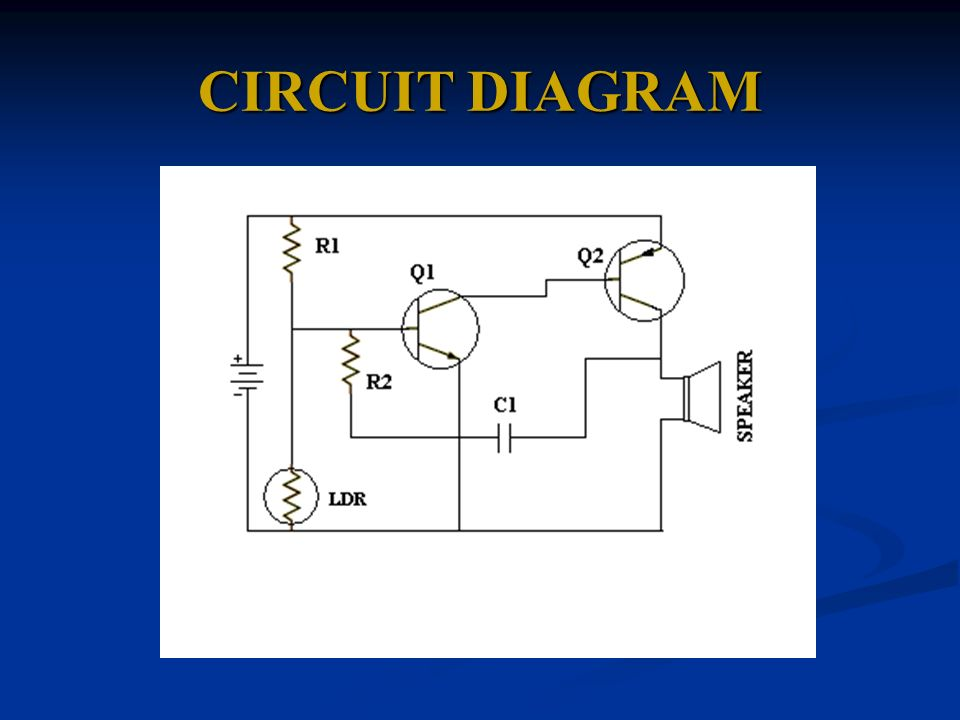 CIRCUIT DIAGRAM
R1
Q2
Q1
+
R2
SPEAKER
C1
-
LDR